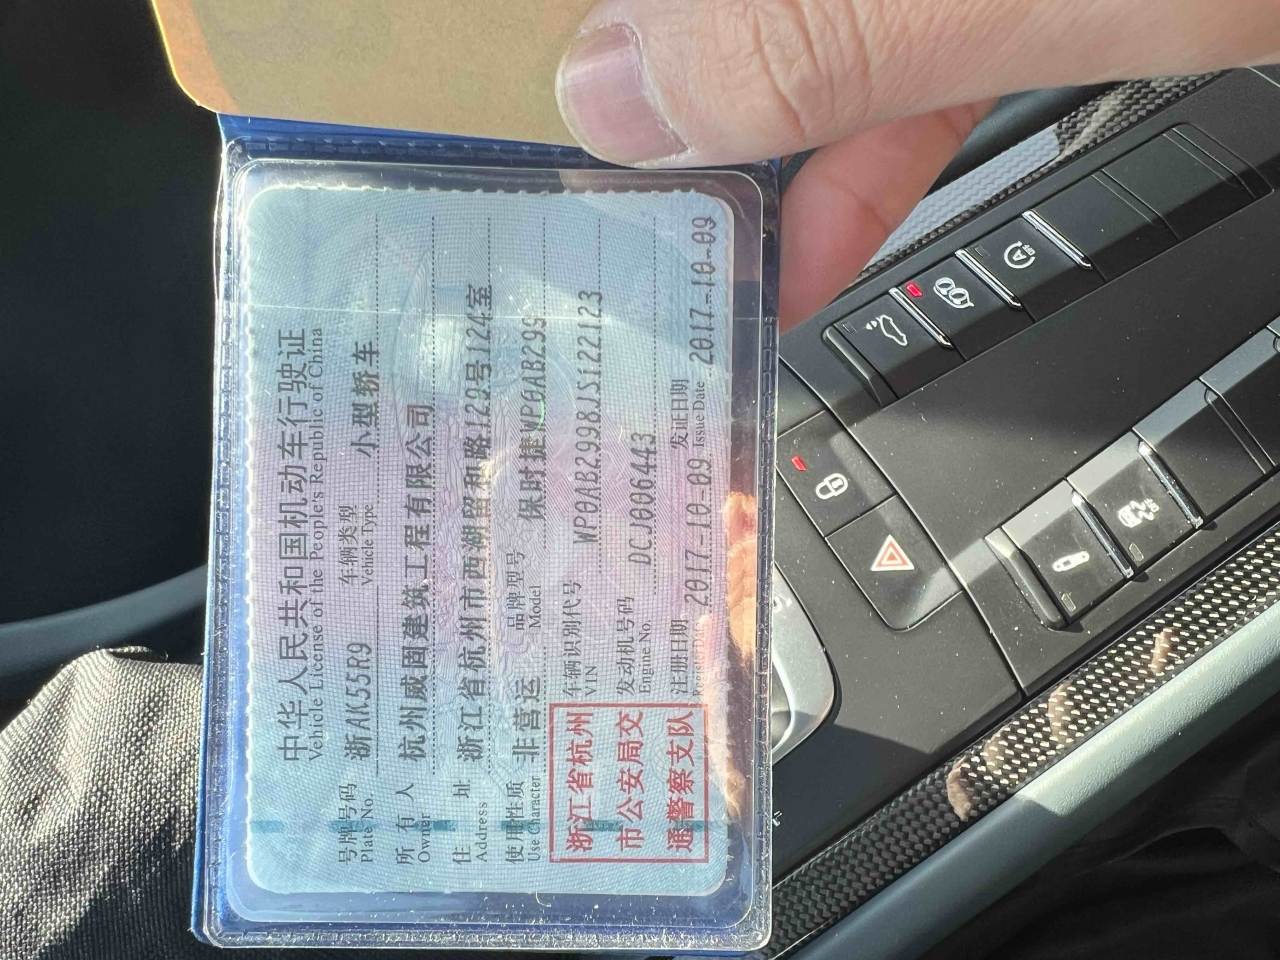 中华人民共和国机动车行驶证
Vehicle License of the People's Republic of China
号牌号码 浙AK55R9 车辆类型 小型轿车
Plate No. Vehicle Type
所有人 杭州威固建筑工程有限公司
Owner
住址 浙江省杭州市西湖留和路129号124室
Address
使用性质 非营运 品牌型号 保时捷WP0AB299
Use Character Model
浙江省杭州
市公安局交
通警察支队
车辆识别代号 WP0AB2998JS122123
VIN
发动机号码 DCJ006443
Engine No.
注册日期 2017-10-09 发证日期 2017-10-09
Register Date Issue Date
OFF